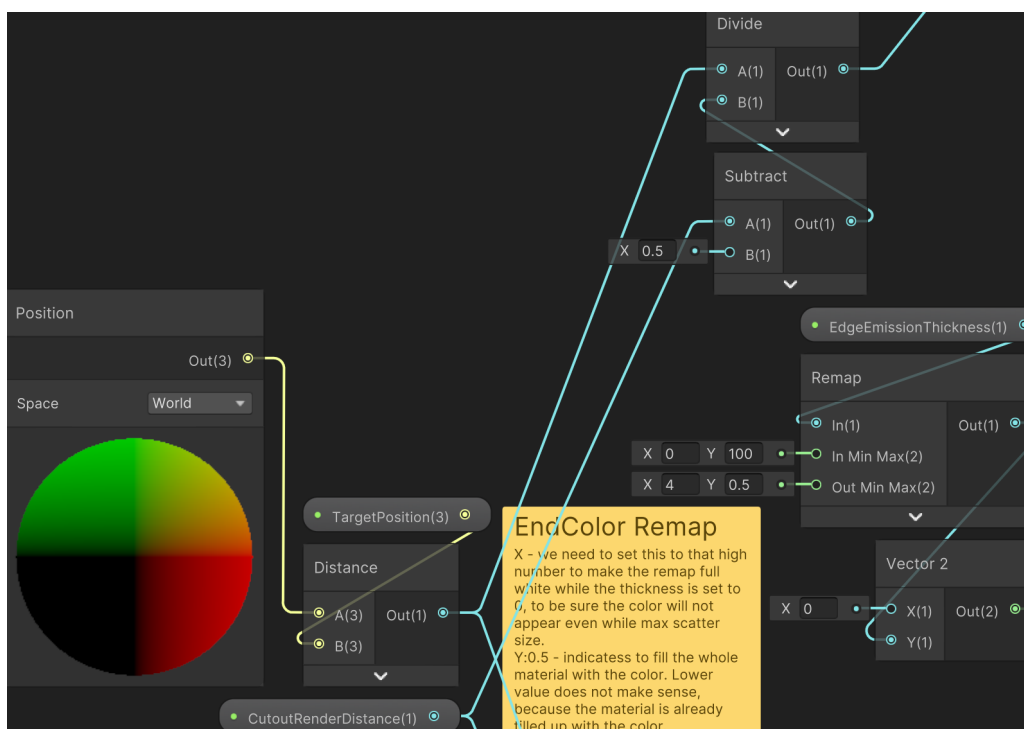 Divide
A(1) Out(1)
B(1)
Subtract
A(1) Out(1)
X 0.5
B(1)
Position
Out(3)
Space World
EdgeEmissionThickness(1)
Remap
In(1) Out(1)
X 0 Y 100 In Min Max(2)
X 4 Y 0.5 Out Min Max(2)
TargetPosition(3)
Distance
A(3) Out(1)
B(3)
EndColor Remap
X - we need to set this to that high
number to make the remap full
white while the thickness is set to
0, to be sure the color will not
appear even while max scatter
size.
Y:0.5 - indicatess to fill the whole
material with the color. Lower
value does not make sense,
because the material is already
filled up with the color
Vector 2
X 0 X(1) Out(2)
Y(1)
CutoutRenderDistance(1)